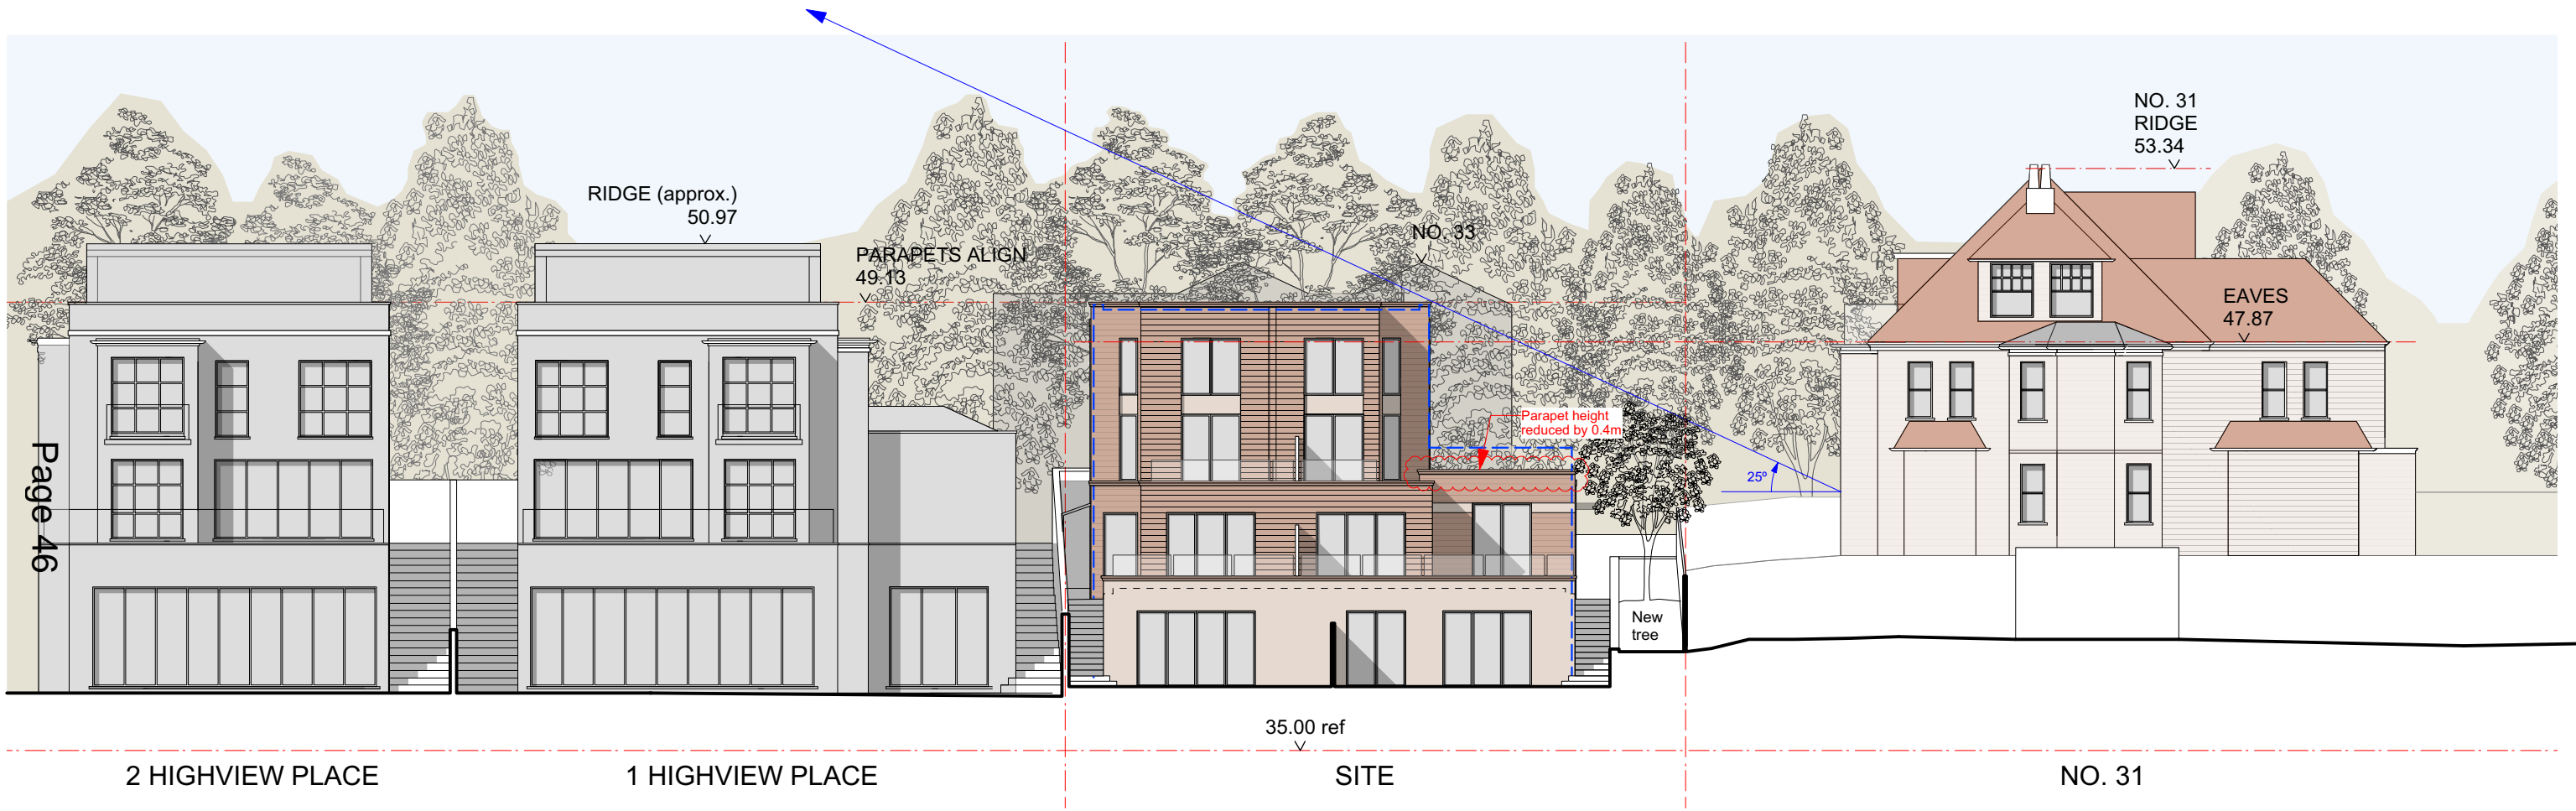 NO. 31
RIDGE
53.34
RIDGE (approx.)
50.97
NO. 33
PARAPETS ALIGN
49.13
EAVES
47.87
Parapet height
reduced by 0.4m
25º
Page 46
New
tree
35.00 ref
2 HIGHVIEW PLACE
1 HIGHVIEW PLACE
SITE
NO. 31